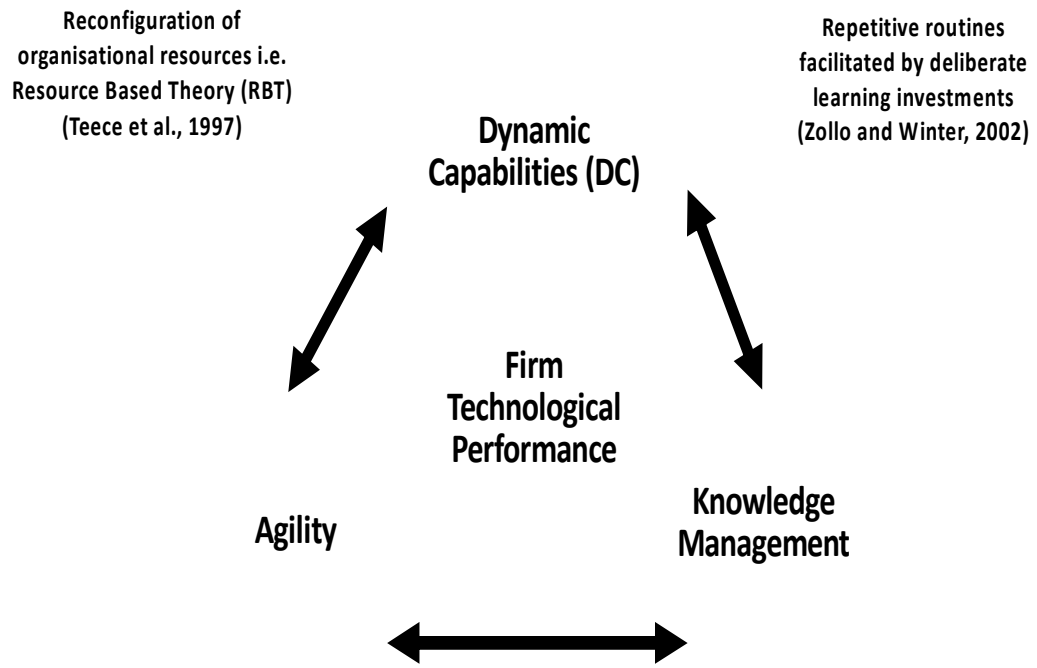 Reconfiguration of
organisational resources i.e.
Resource Based Theory (RBT)
(Teece et al., 1997)
Repetitive routines
facilitated by deliberate
learning investments
(Zollo and Winter, 2002)
Dynamic
Capabilities (DC)
Firm
Technological
Performance
Agility
Knowledge
Management